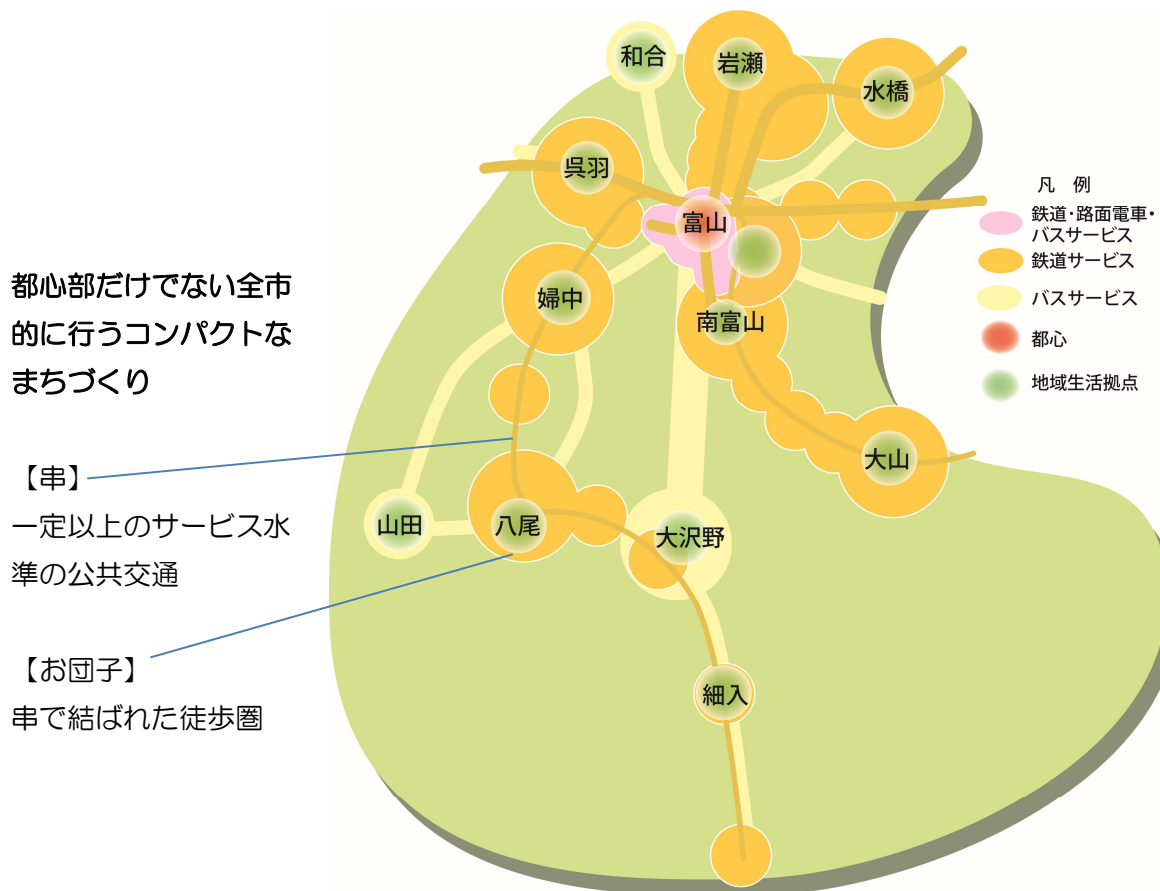 都心部だけでない全市
的に行うコンパクトな
まちづくり
【串】
一定以上のサービス水
準の公共交通
【お団子】
串で結ばれた徒歩圏
和合
岩瀬
水橋
呉羽
富山
婦中
南富山
大山
山田
八尾
大沢野
細入
凡 例
鉄道・路面電車・
バスサービス
鉄道サービス
バスサービス
都心
地域生活拠点